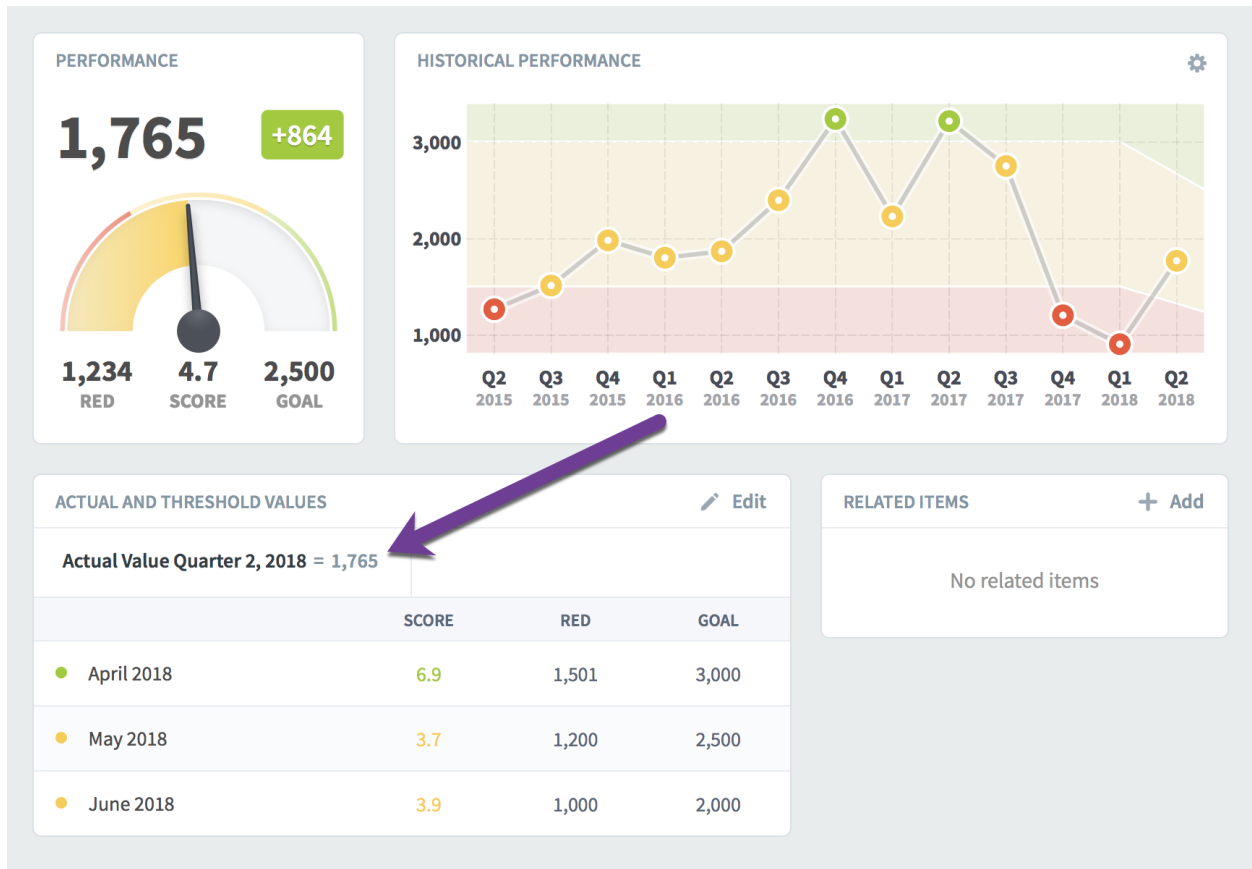 PERFORMANCE
1,765 +864
1,234 4.7 2,500
RED SCORE GOAL
HISTORICAL PERFORMANCE
3,000
2,000
1,000
Q2 Q3 Q4 Q1 Q2 Q3 Q4 Q1 Q2 Q3 Q4 Q1 Q2
2015 2015 2015 2016 2016 2016 2016 2017 2017 2017 2017 2018 2018
ACTUAL AND THRESHOLD VALUES Edit
Actual Value Quarter 2, 2018 = 1,765
SCORE RED GOAL
April 2018 6.9 1,501 3,000
May 2018 3.7 1,200 2,500
June 2018 3.9 1,000 2,000
RELATED ITEMS + Add
No related items